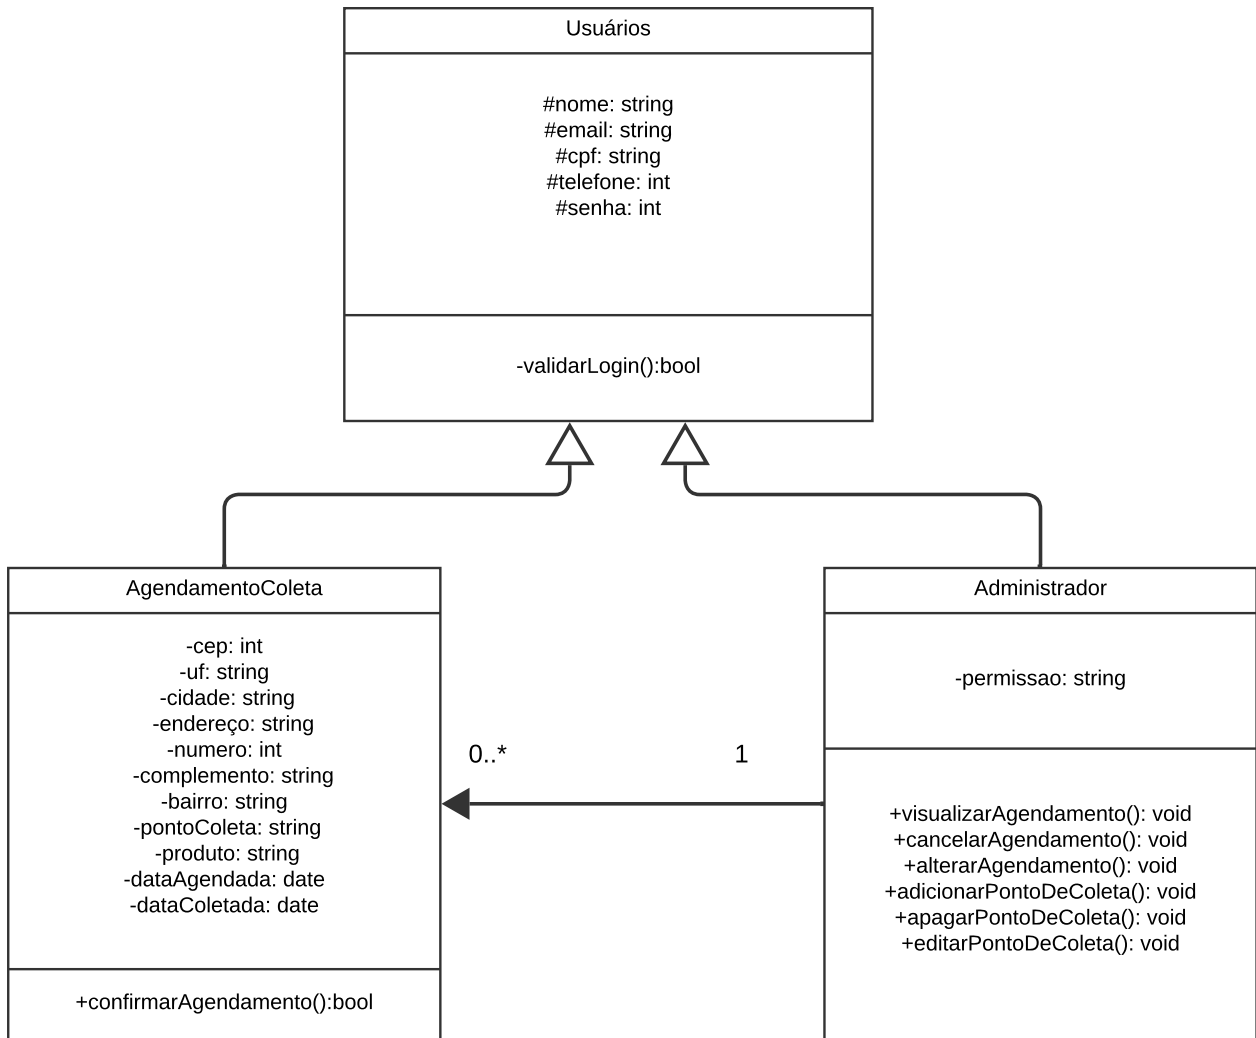 Usuários
#nome: string
#email: string
#cpf: string
#telefone: int
#senha: int
-validarLogin():bool
AgendamentoColeta
-cep: int
-uf: string
-cidade: string
-endereço: string
-numero: int
-complemento: string
-bairro: string
-pontoColeta: string
-produto: string
-dataAgendada: date
-dataColetada: date
+confirmarAgendamento():bool
0..*
1
Administrador
-permissao: string
+visualizarAgendamento(): void
+cancelarAgendamento(): void
+alterarAgendamento(): void
+adicionarPontoDeColeta(): void
+apagarPontoDeColeta(): void
+editarPontoDeColeta(): void